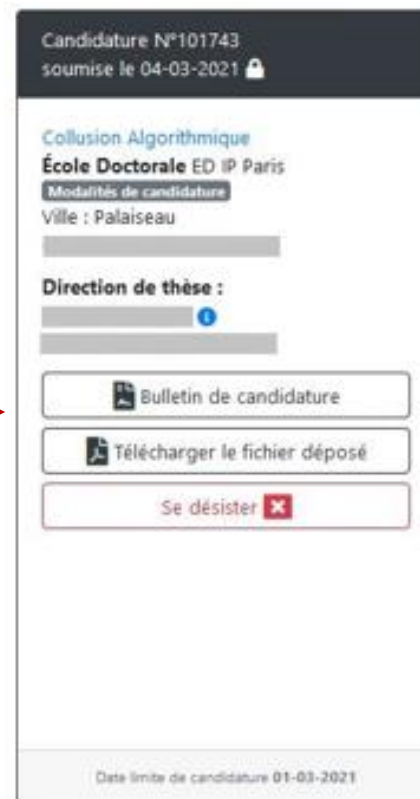 Candidature N°101743
soumise le 04-03-2021
Collusion Algorithmique
École Doctorale ED IP Paris
Modalités de candidature
Ville : Palaiseau
Direction de thèse :
Bulletin de candidature
Télécharger le fichier déposé
Se désister
Date limite de candidature 01-03-2021